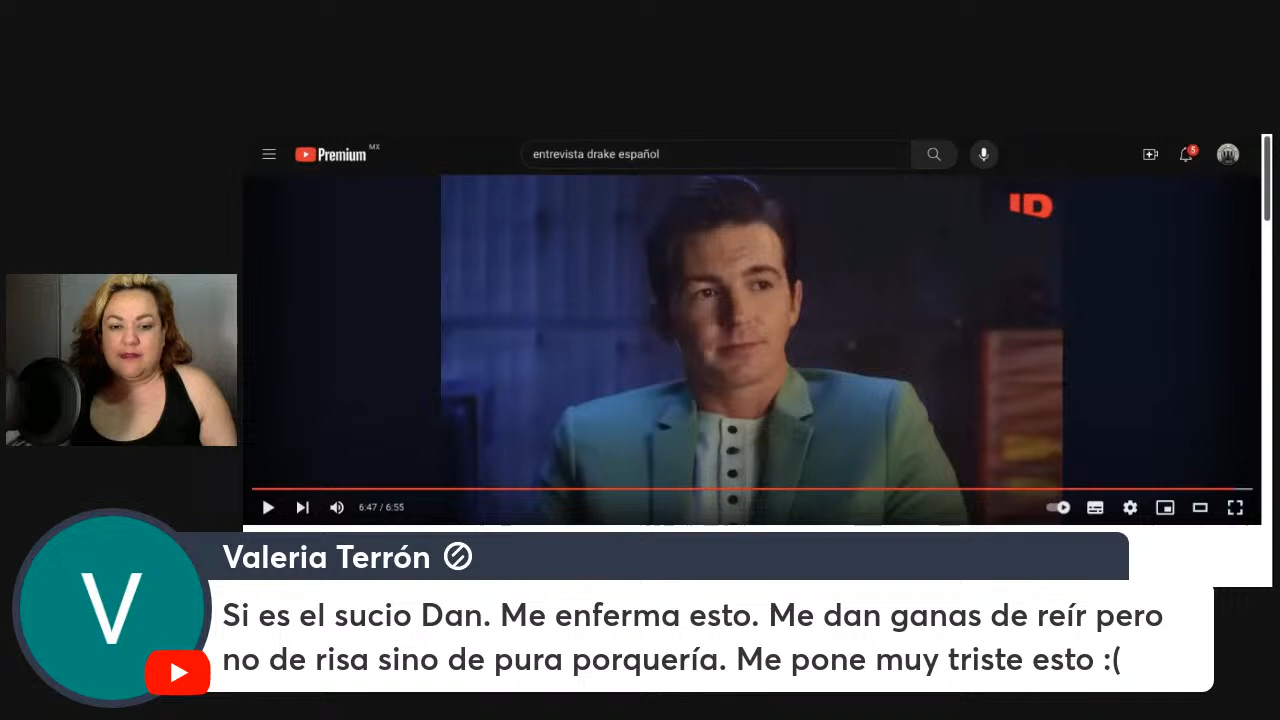 Premium MX
entrevista drake español
5
ID
6:47 / 6:55
Valeria Terrón
V
Si es el sucio Dan. Me enferma esto. Me dan ganas de reír pero
no de risa sino de pura porquería. Me pone muy triste esto :(